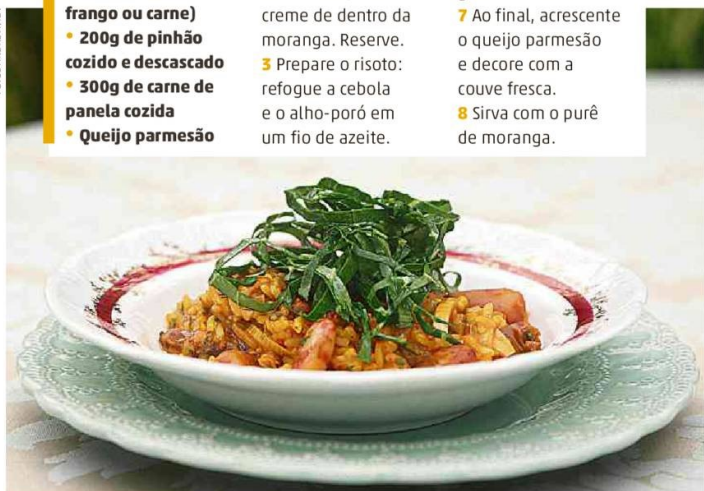 frango ou carne)
• 200g de pinhão
cozido e descascado
• 300g de carne de
panela cozida
• Queijo parmesão
creme de dentro da
moranga. Reserve.
3 Prepare o risoto:
refogue a cebola
e o alho-poró em
um fio de azeite.
7 Ao final, acrescente
o queijo parmesão
e decore com a
couve fresca.
8 Sirva com o purê
de moranga.